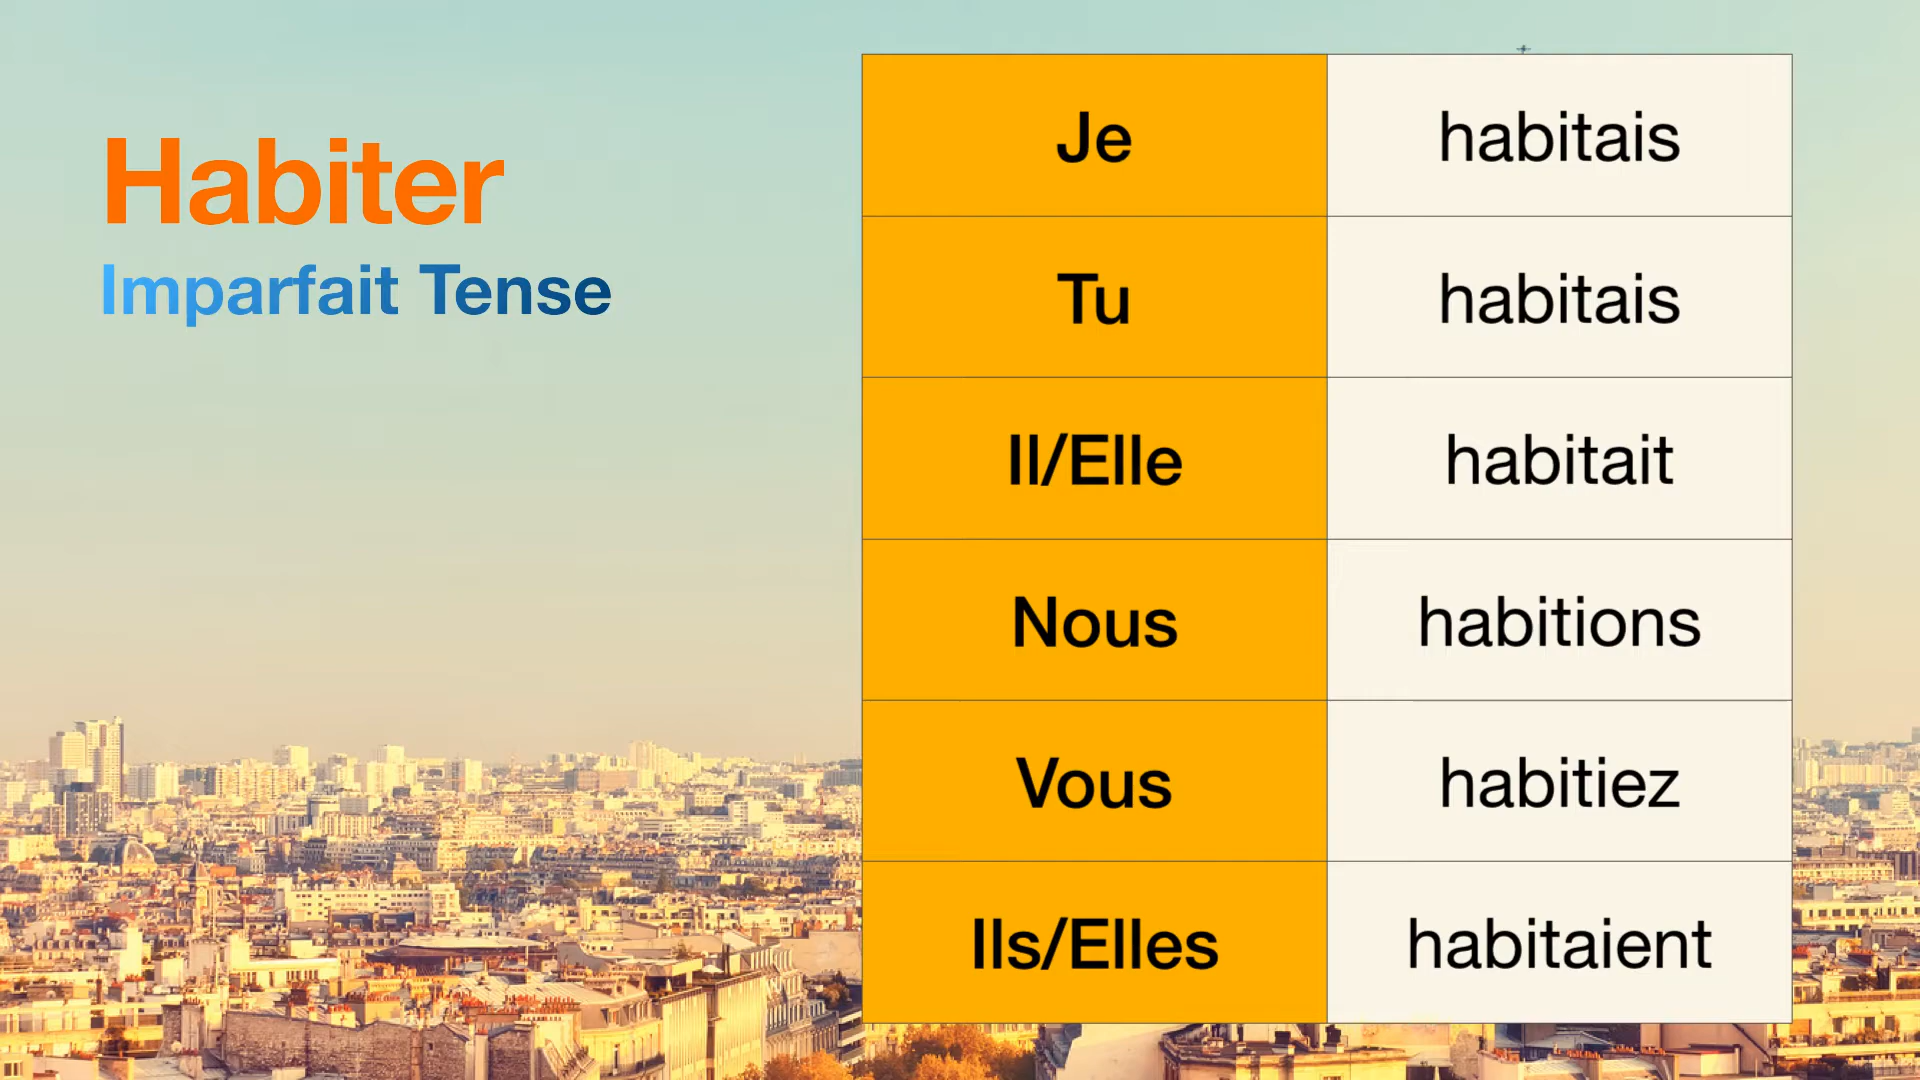 Habiter
Imparfait Tense
Je habitais
Tu habitais
Il/Elle habitait
Nous habitions
Vous habitiez
Ils/Elles habitaient